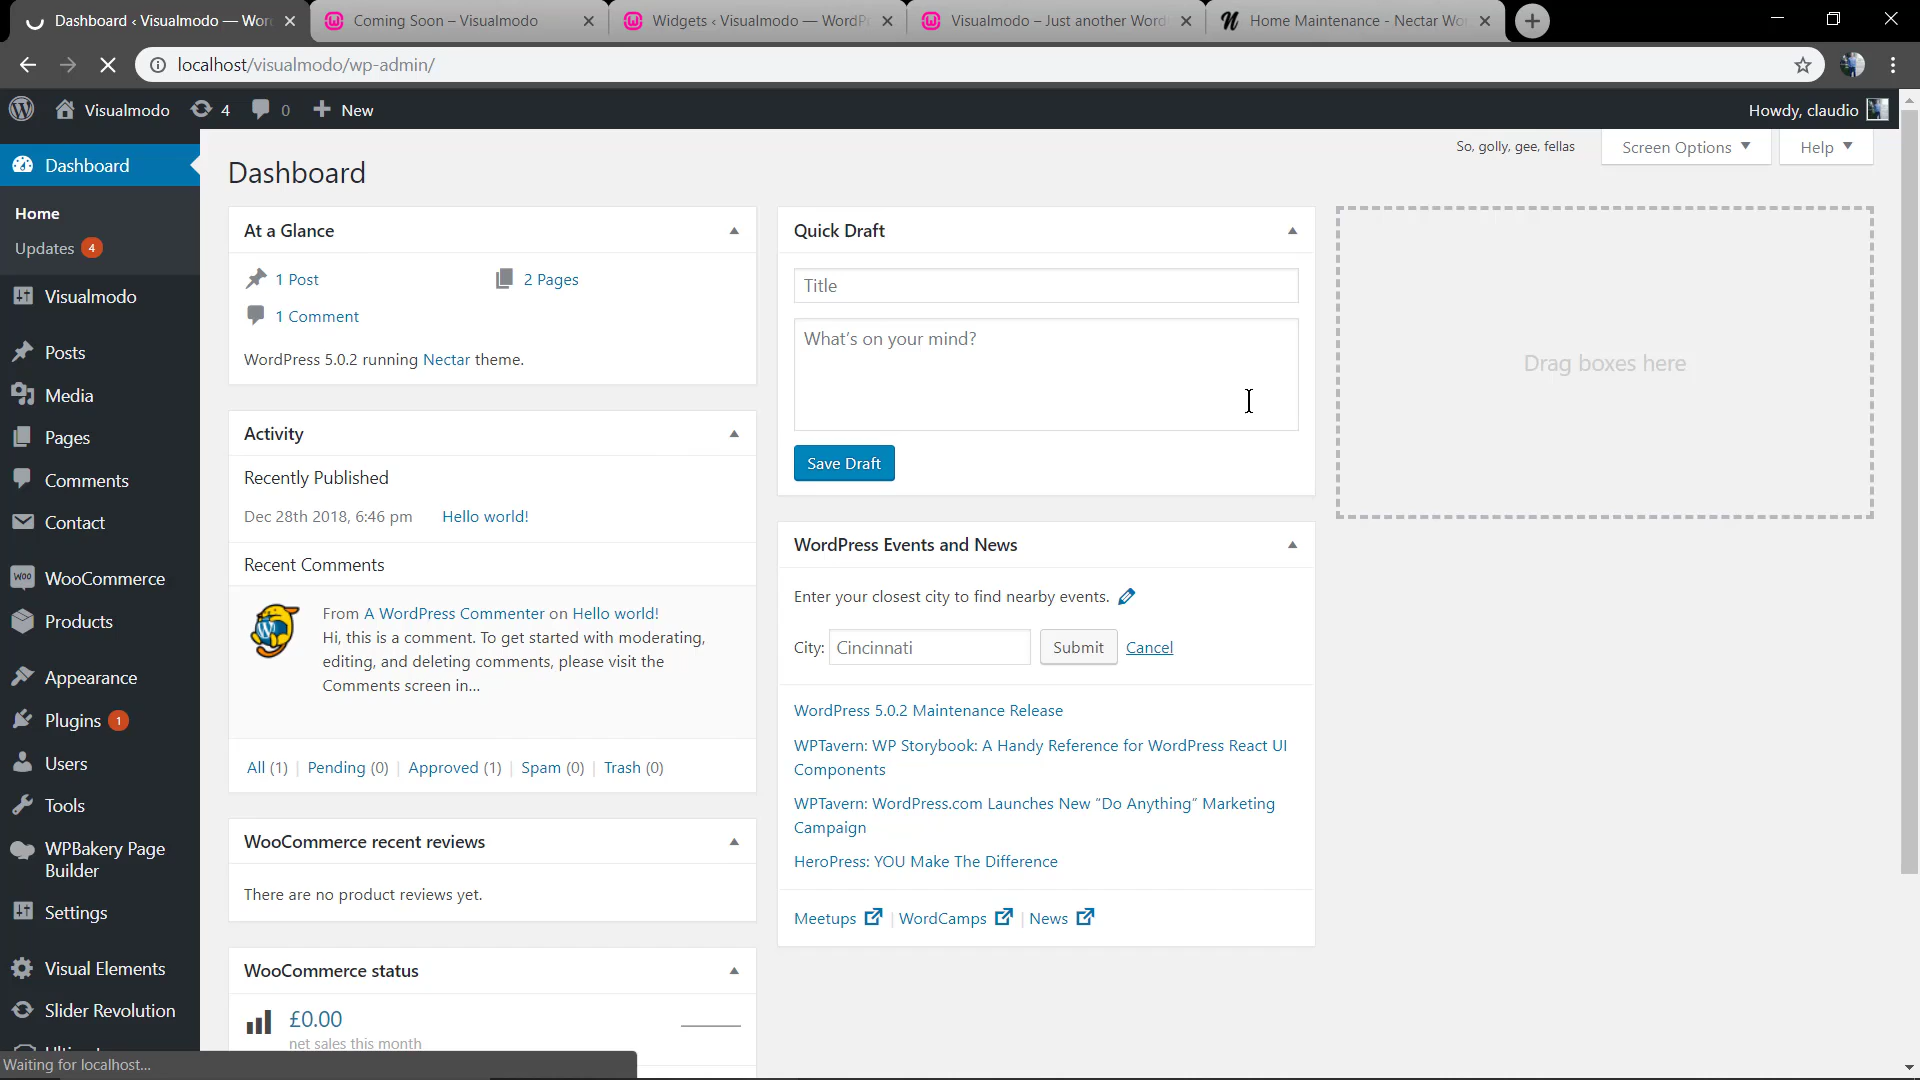 Dashboard ‹ Visualmodo — Wor
Coming Soon – Visualmodo
Widgets ‹ Visualmodo — WordP
Visualmodo – Just another Word
Home Maintenance - Nectar Wo
localhost/visualmodo/wp-admin/
Visualmodo
4
0
New
Howdy, claudio
Dashboard
Home
Updates 4
Visualmodo
Posts
Media
Pages
Comments
Contact
WooCommerce
Products
Appearance
Plugins 1
Users
Tools
WPBakery Page
Builder
Settings
Visual Elements
Slider Revolution
Waiting for localhost...
So, golly, gee, fellas
Screen Options
Help
Dashboard
At a Glance
1 Post
2 Pages
1 Comment
WordPress 5.0.2 running Nectar theme.
Activity
Recently Published
Dec 28th 2018, 6:46 pm Hello world!
Recent Comments
From A WordPress Commenter on Hello world!
Hi, this is a comment. To get started with moderating,
editing, and deleting comments, please visit the
Comments screen in...
All (1) | Pending (0) | Approved (1) | Spam (0) | Trash (0)
WooCommerce recent reviews
There are no product reviews yet.
WooCommerce status
£0.00
net sales this month
Quick Draft
Title
What's on your mind?
Save Draft
WordPress Events and News
Enter your closest city to find nearby events.
City: Cincinnati Submit Cancel
WordPress 5.0.2 Maintenance Release
WPTavern: WP Storybook: A Handy Reference for WordPress React UI
Components
WPTavern: WordPress.com Launches New “Do Anything” Marketing
Campaign
HeroPress: YOU Make The Difference
Meetups | WordCamps | News
Drag boxes here